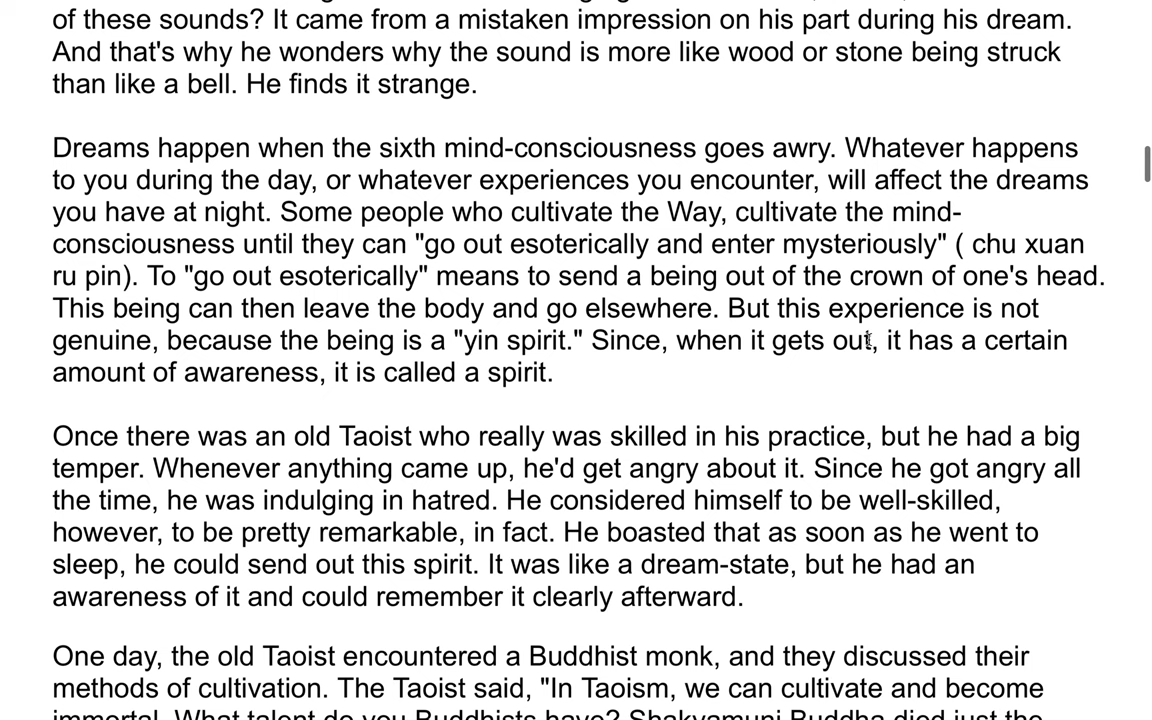 of these sounds? It came from a mistaken impression on his part during his dream.
And that's why he wonders why the sound is more like wood or stone being struck
than like a bell. He finds it strange.
Dreams happen when the sixth mind-consciousness goes awry. Whatever happens
to you during the day, or whatever experiences you encounter, will affect the dreams
you have at night. Some people who cultivate the Way, cultivate the mind-
consciousness until they can "go out esoterically and enter mysteriously" ( chu xuan
ru pin). To "go out esoterically" means to send a being out of the crown of one's head.
This being can then leave the body and go elsewhere. But this experience is not
genuine, because the being is a "yin spirit." Since, when it gets out, it has a certain
amount of awareness, it is called a spirit.
Once there was an old Taoist who really was skilled in his practice, but he had a big
temper. Whenever anything came up, he'd get angry about it. Since he got angry all
the time, he was indulging in hatred. He considered himself to be well-skilled,
however, to be pretty remarkable, in fact. He boasted that as soon as he went to
sleep, he could send out this spirit. It was like a dream-state, but he had an
awareness of it and could remember it clearly afterward.
One day, the old Taoist encountered a Buddhist monk, and they discussed their
methods of cultivation. The Taoist said, "In Taoism, we can cultivate and become
immortal. What talent do you Buddhists have? Shakyamuni Buddha died just the